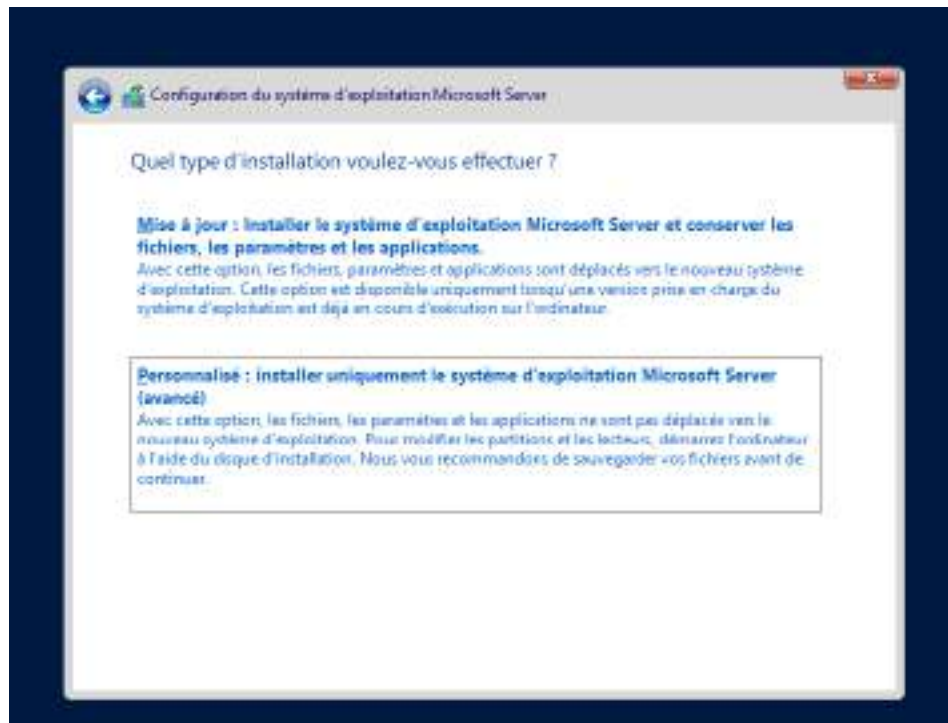 Configuration du système d'exploitation Microsoft Server
Quel type d'installation voulez-vous effectuer ?
Mise à jour : Installer le système d'exploitation Microsoft Server et conserver les
fichiers, les paramètres et les applications.
Avec cette option, les fichiers, paramètres et applications sont déplacés vers le nouveau système
d'exploitation. Cette option est disponible uniquement lorsqu'une version prise en charge du
système d'exploitation est déjà en cours d'exécution sur l'ordinateur.
Personnalisé : installer uniquement le système d'exploitation Microsoft Server
(avancé)
Avec cette option, les fichiers, les paramètres et les applications ne sont pas déplacés vers le
nouveau système d'exploitation. Pour modifier les partitions et les lecteurs, démarrez l'ordinateur
à l'aide du disque d'installation. Nous vous recommandons de sauvegarder vos fichiers avant de
continuer.